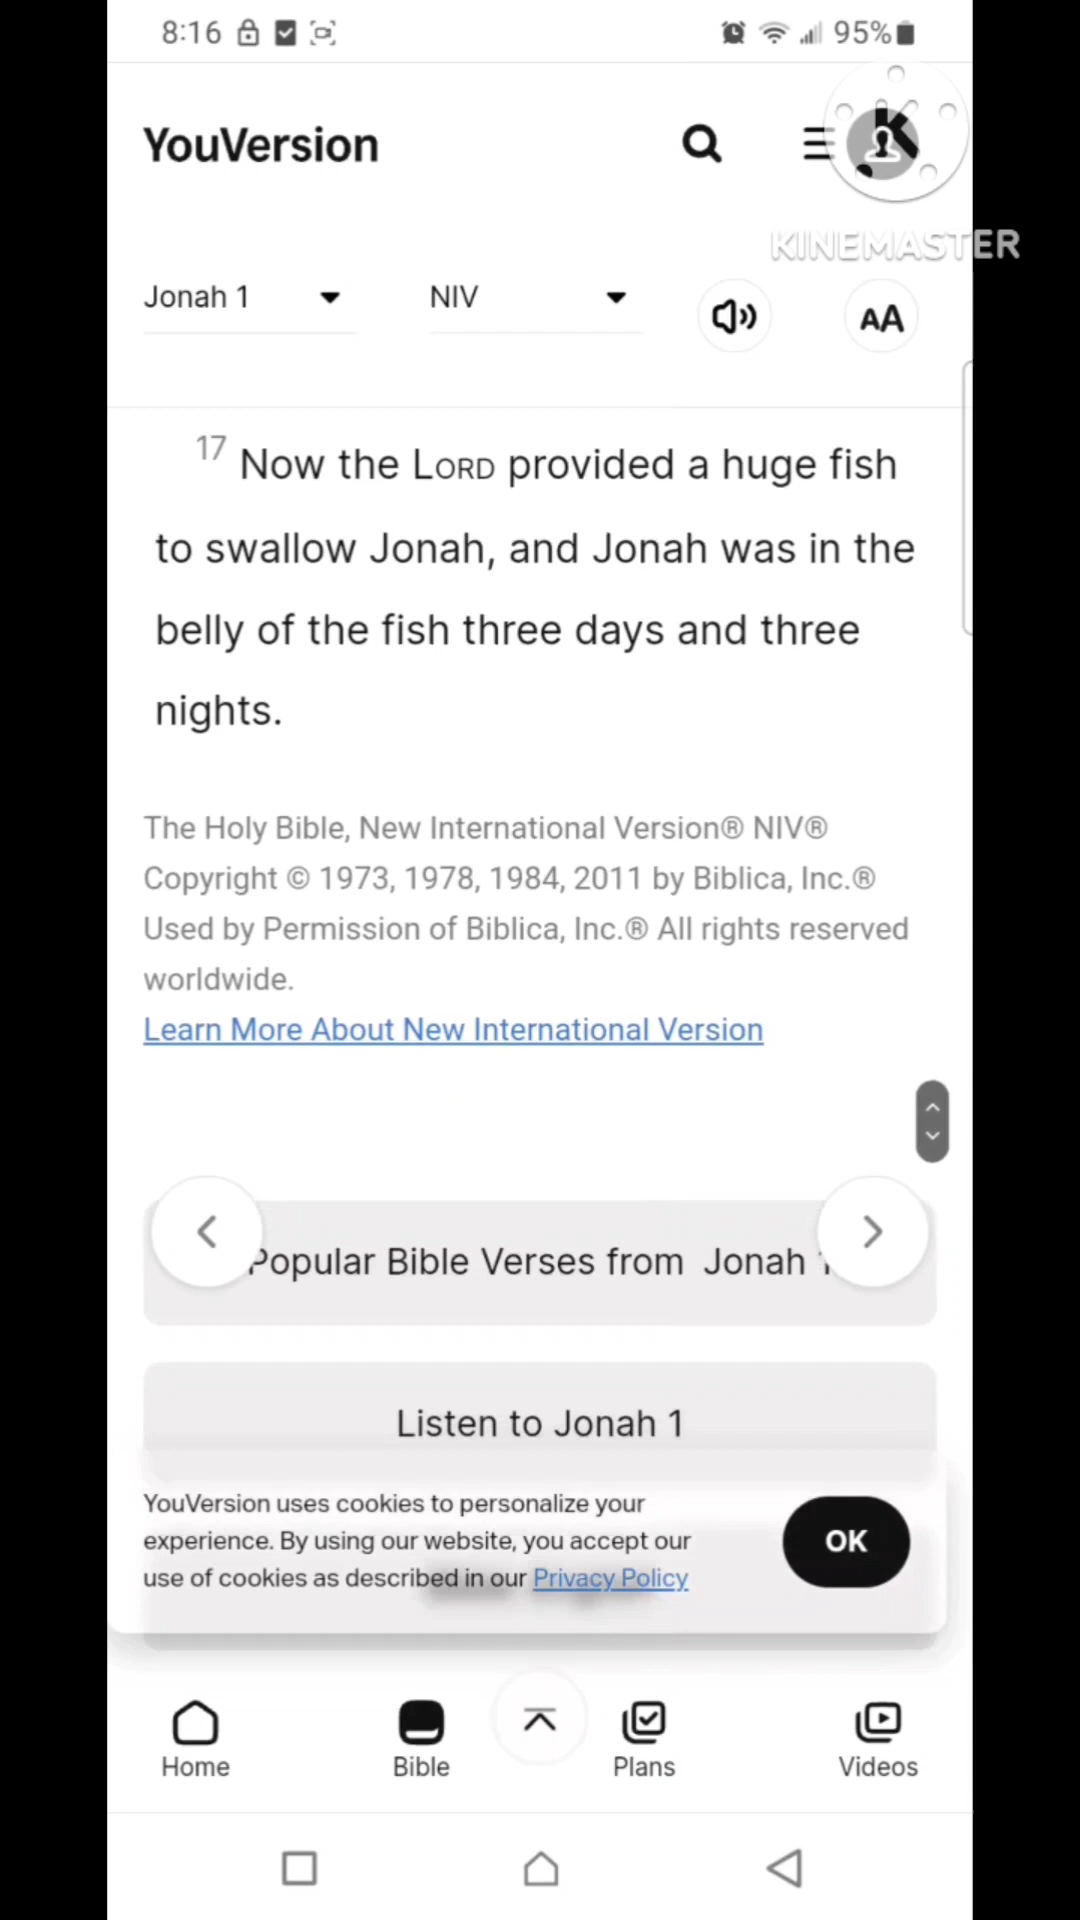 8:16 95%
YouVersion
KINEMASTER
Jonah 1 NIV AA
17 Now the LORD provided a huge fish
to swallow Jonah, and Jonah was in the
belly of the fish three days and three
nights.
The Holy Bible, New International Version® NIV®
Copyright © 1973, 1978, 1984, 2011 by Biblica, Inc.®
Used by Permission of Biblica, Inc.® All rights reserved
worldwide.
Learn More About New International Version
Popular Bible Verses from Jonah 1
Listen to Jonah 1
YouVersion uses cookies to personalize your
experience. By using our website, you accept our
use of cookies as described in our Privacy Policy
OK
Home Bible Plans Videos